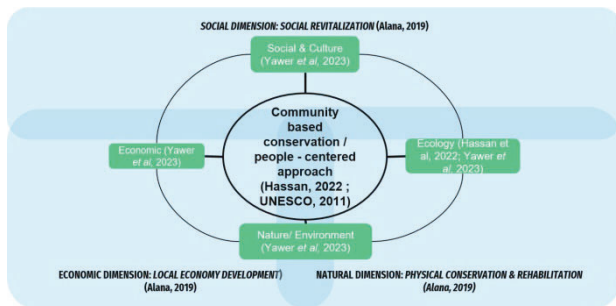 SOCIAL DIMENSION: SOCIAL REVITALIZATION (Alana, 2019)
Social & Culture
(Yawer et al, 2023)
Community
based
conservation /
people - centered
approach
(Hassan, 2022 ;
UNESCO, 2011)
Economic (Yawer
et al, 2023)
Ecology (Hassan et
al, 2022; Yawer et
al, 2023)
Nature/ Environment
(Yawer et al, 2023)
ECONOMIC DIMENSION: LOCAL ECONOMY DEVELOPMENT)
(Alana, 2019)
NATURAL DIMENSION: PHYSICAL CONSERVATION & REHABILITATION
(Alana, 2019)